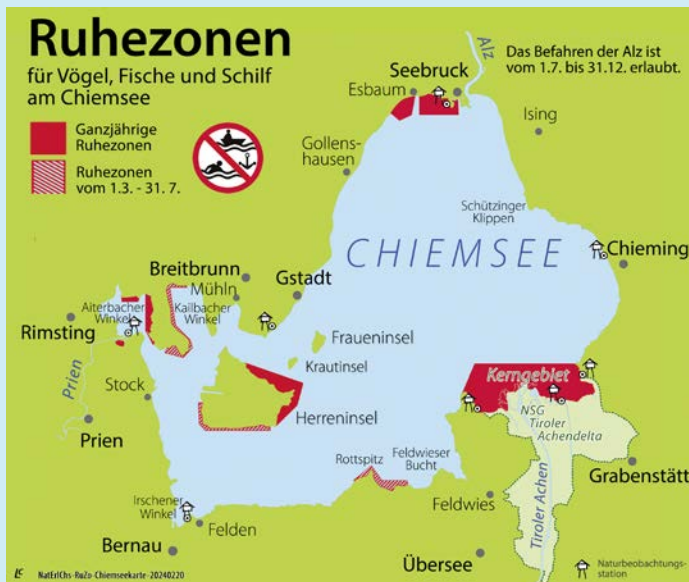 Ruhezonen
für Vögel, Fische und Schilf
am Chiemsee
Ganzjährige
Ruhezonen
Ruhezonen
vom 1.3. - 31. 7.
Alz
Das Befahren der Alz ist
vom 1.7. bis 31.12. erlaubt.
Seebruck
Esbaum
Ising
Gollens-
hausen
Schützinger
Klippen
CHIEMSEE
Chieming
Breitbrunn
Mühln
Gstadt
Aiterbacher
Winkel
Kailbacher
Winkel
Rimsting
Fraueninsel
Krautinsel
Prien
Stock
Herreninsel
Kerngebiet
NSG
Tiroler
Achendelta
Prien
Rottspitz
Feldwieser
Bucht
Grabenstätt
Tiroler Achen
Irschener
Winkel
Felden
Feldwies
Bernau
Übersee
Naturbeobachtungs-
station
NatErlChs-RuZo-Chiemseekarte-20240220